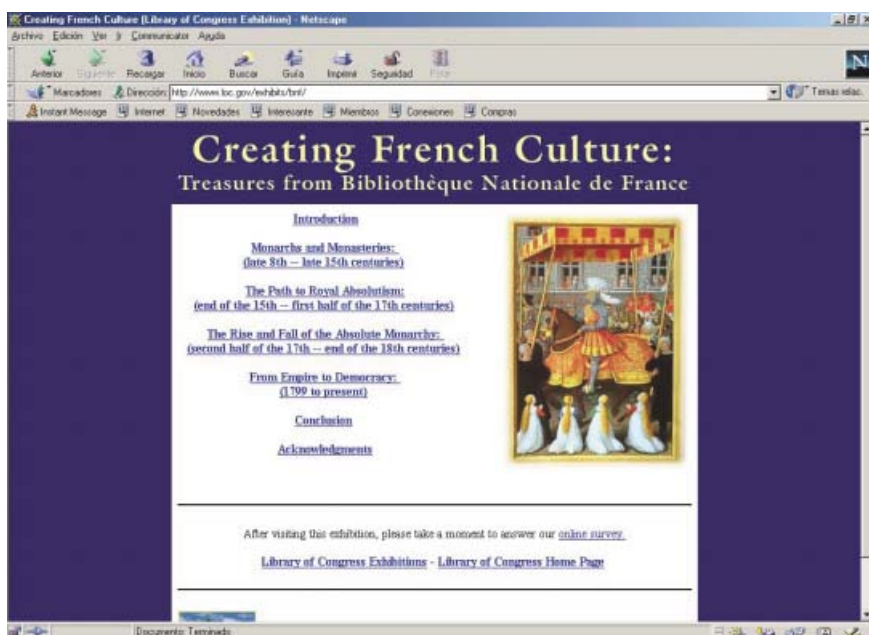 Creating French Culture (Library of Congress Exhibition) - Netscape
Archivo Edición Ver Ir Communicator Ayuda
Anterior Siguiente Recargar Inicio Buscar Guía Imprimir Seguridad Parar
Marcadores Dirección: http://www.loc.gov/exhibits/bnf/ Temas relac.
Instant Message Internet Novedades Interesante Miembros Conexiones Compras
Creating French Culture:
Treasures from Bibliothèque Nationale de France
Introduction
Monarchs and Monasteries:
(late 8th -- late 15th centuries)
The Path to Royal Absolutism:
(end of the 15th -- first half of the 17th centuries)
The Rise and Fall of the Absolute Monarchy:
(second half of the 17th -- end of the 18th centuries)
From Empire to Democracy:
(1799 to present)
Conclusion
Acknowledgments
After visiting this exhibition, please take a moment to answer our online survey.
Library of Congress Exhibitions - Library of Congress Home Page
Documento: Terminado